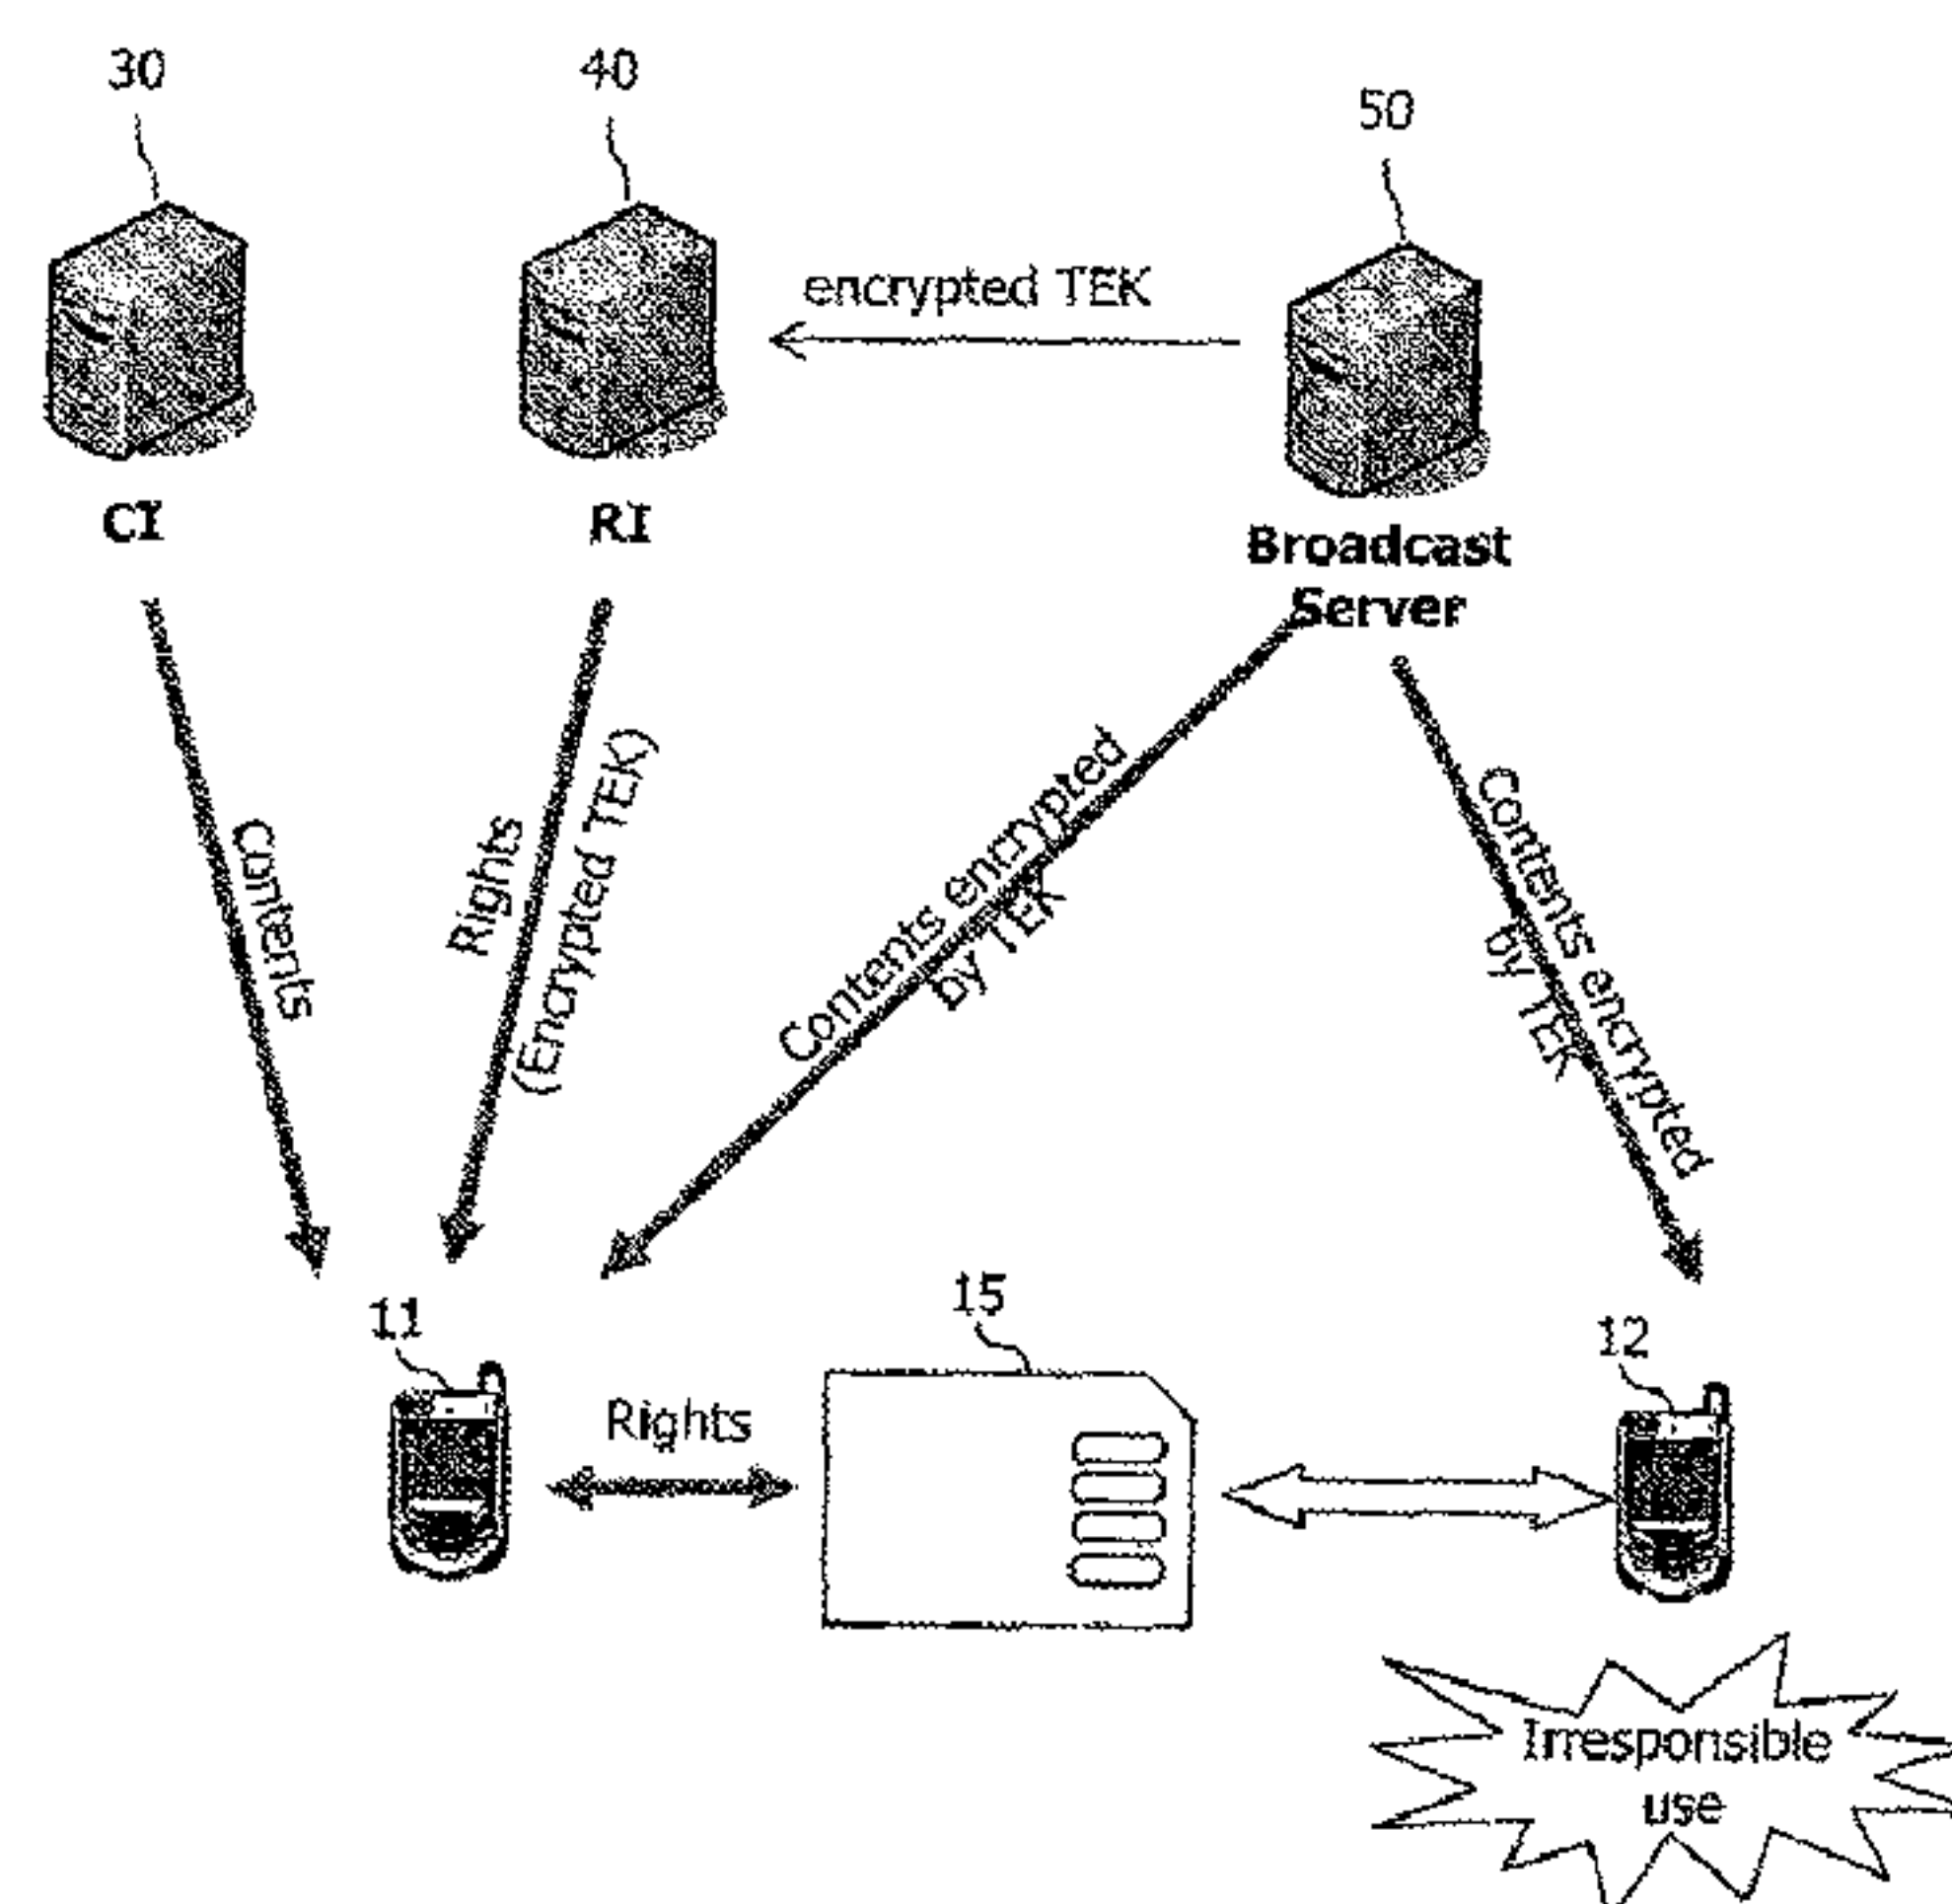 30
40
50
encrypted TEK
CI
RI
Broadcast
Server
Contents
Rights
(Encrypted TEK)
Contents encrypted
by TEK
Contents encrypted
by TEK
11
15
12
Rights
Irresponsible
use